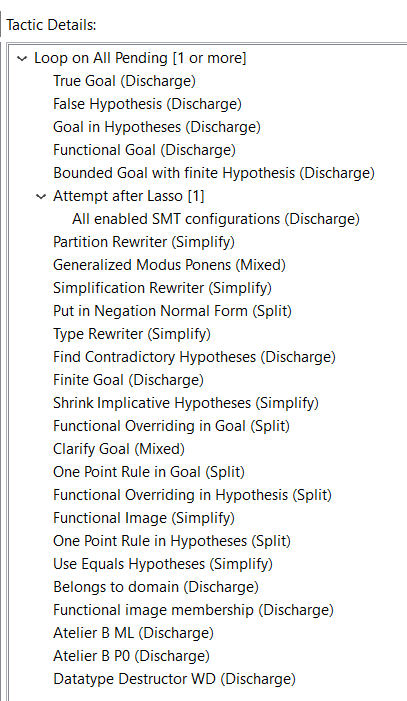 Tactic Details:
Loop on All Pending [1 or more]
True Goal (Discharge)
False Hypothesis (Discharge)
Goal in Hypotheses (Discharge)
Functional Goal (Discharge)
Bounded Goal with finite Hypothesis (Discharge)
Attempt after Lasso [1]
All enabled SMT configurations (Discharge)
Partition Rewriter (Simplify)
Generalized Modus Ponens (Mixed)
Simplification Rewriter (Simplify)
Put in Negation Normal Form (Split)
Type Rewriter (Simplify)
Find Contradictory Hypotheses (Discharge)
Finite Goal (Discharge)
Shrink Implicative Hypotheses (Simplify)
Functional Overriding in Goal (Split)
Clarify Goal (Mixed)
One Point Rule in Goal (Split)
Functional Overriding in Hypothesis (Split)
Functional Image (Simplify)
One Point Rule in Hypotheses (Split)
Use Equals Hypotheses (Simplify)
Belongs to domain (Discharge)
Functional image membership (Discharge)
Atelier B ML (Discharge)
Atelier B P0 (Discharge)
Datatype Destructor WD (Discharge)